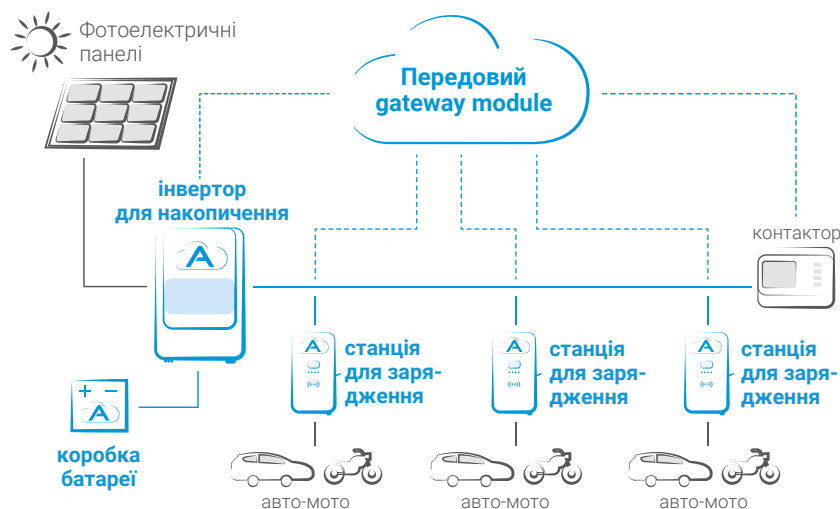 Фотоелектричні
панелі
Передовий
gateway module
інвертор
для накопичення
A
контактор
A
станція
для заря-
дження
A
станція
для заря-
дження
A
станція
для заря-
дження
+ −
A
коробка
батареї
авто-мото
авто-мото
авто-мото